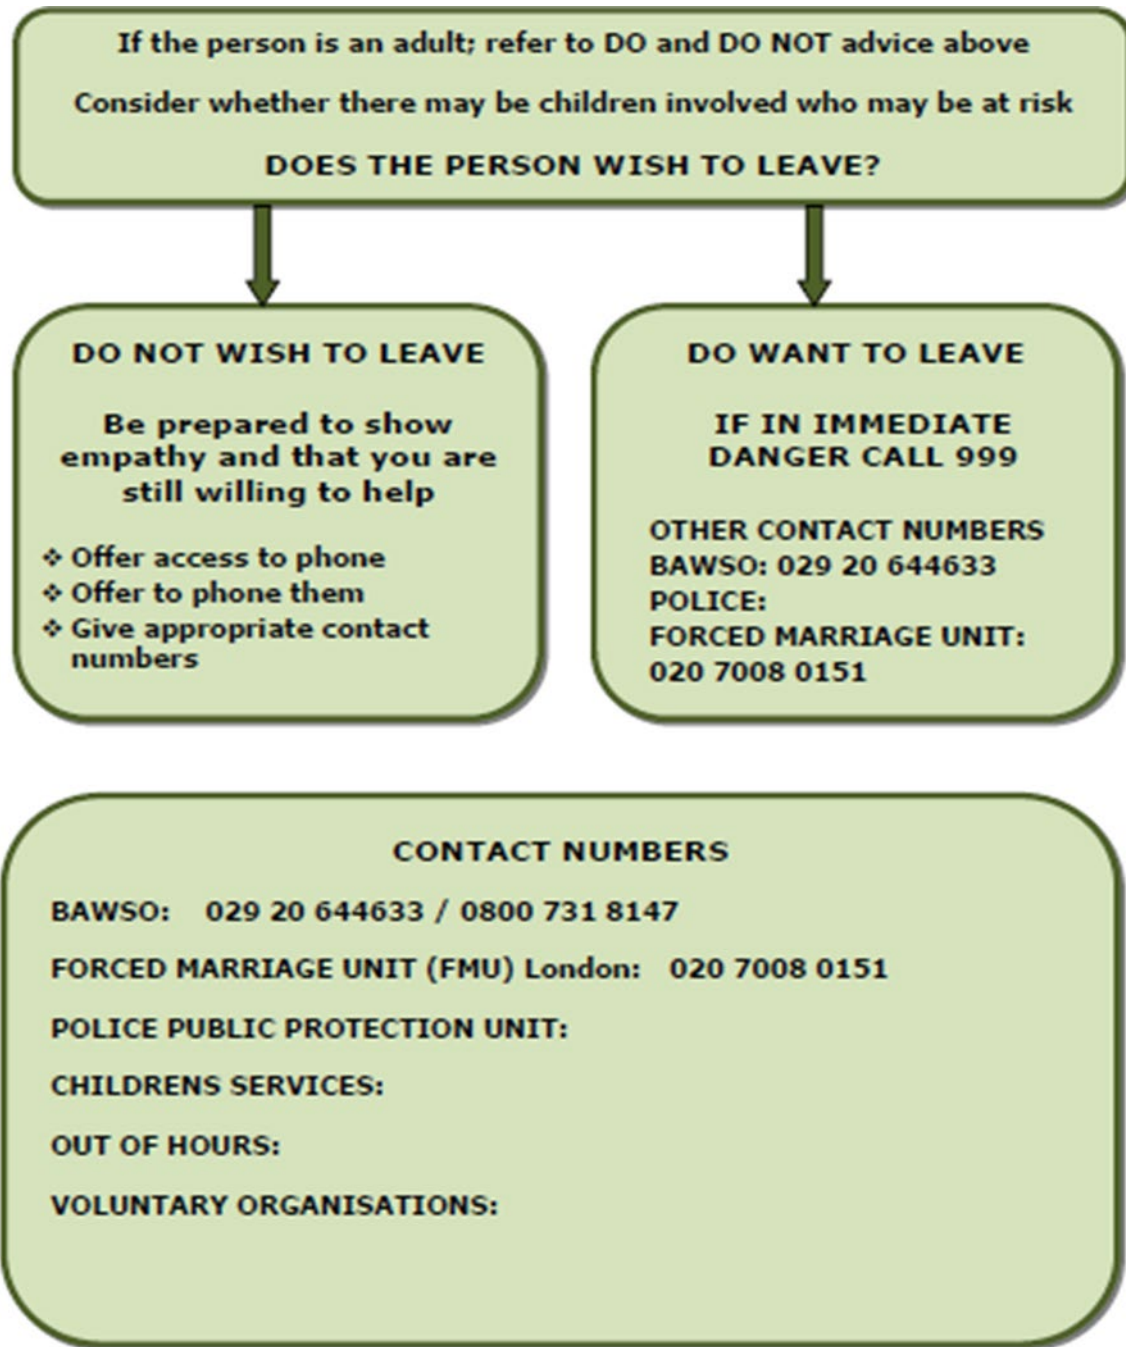 If the person is an adult; refer to DO and DO NOT advice above
Consider whether there may be children involved who may be at risk
DOES THE PERSON WISH TO LEAVE?
DO NOT WISH TO LEAVE
Be prepared to show
empathy and that you are
still willing to help
❖ Offer access to phone
❖ Offer to phone them
❖ Give appropriate contact
numbers
DO WANT TO LEAVE
IF IN IMMEDIATE
DANGER CALL 999
OTHER CONTACT NUMBERS
BAWSO: 029 20 644633
POLICE:
FORCED MARRIAGE UNIT:
020 7008 0151
CONTACT NUMBERS
BAWSO: 029 20 644633 / 0800 731 8147
FORCED MARRIAGE UNIT (FMU) London: 020 7008 0151
POLICE PUBLIC PROTECTION UNIT:
CHILDRENS SERVICES:
OUT OF HOURS:
VOLUNTARY ORGANISATIONS: